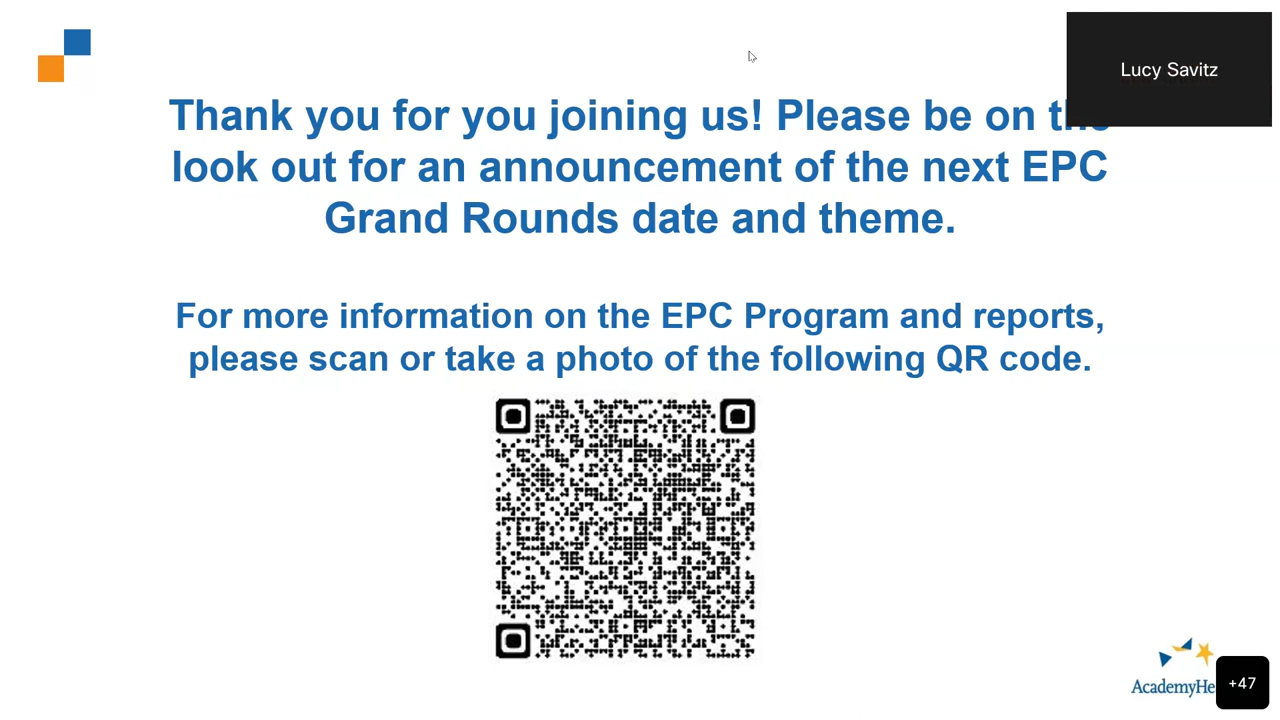 Lucy Savitz
Thank you for you joining us! Please be on the
look out for an announcement of the next EPC
Grand Rounds date and theme.
For more information on the EPC Program and reports,
please scan or take a photo of the following QR code.
AcademyHe
+47